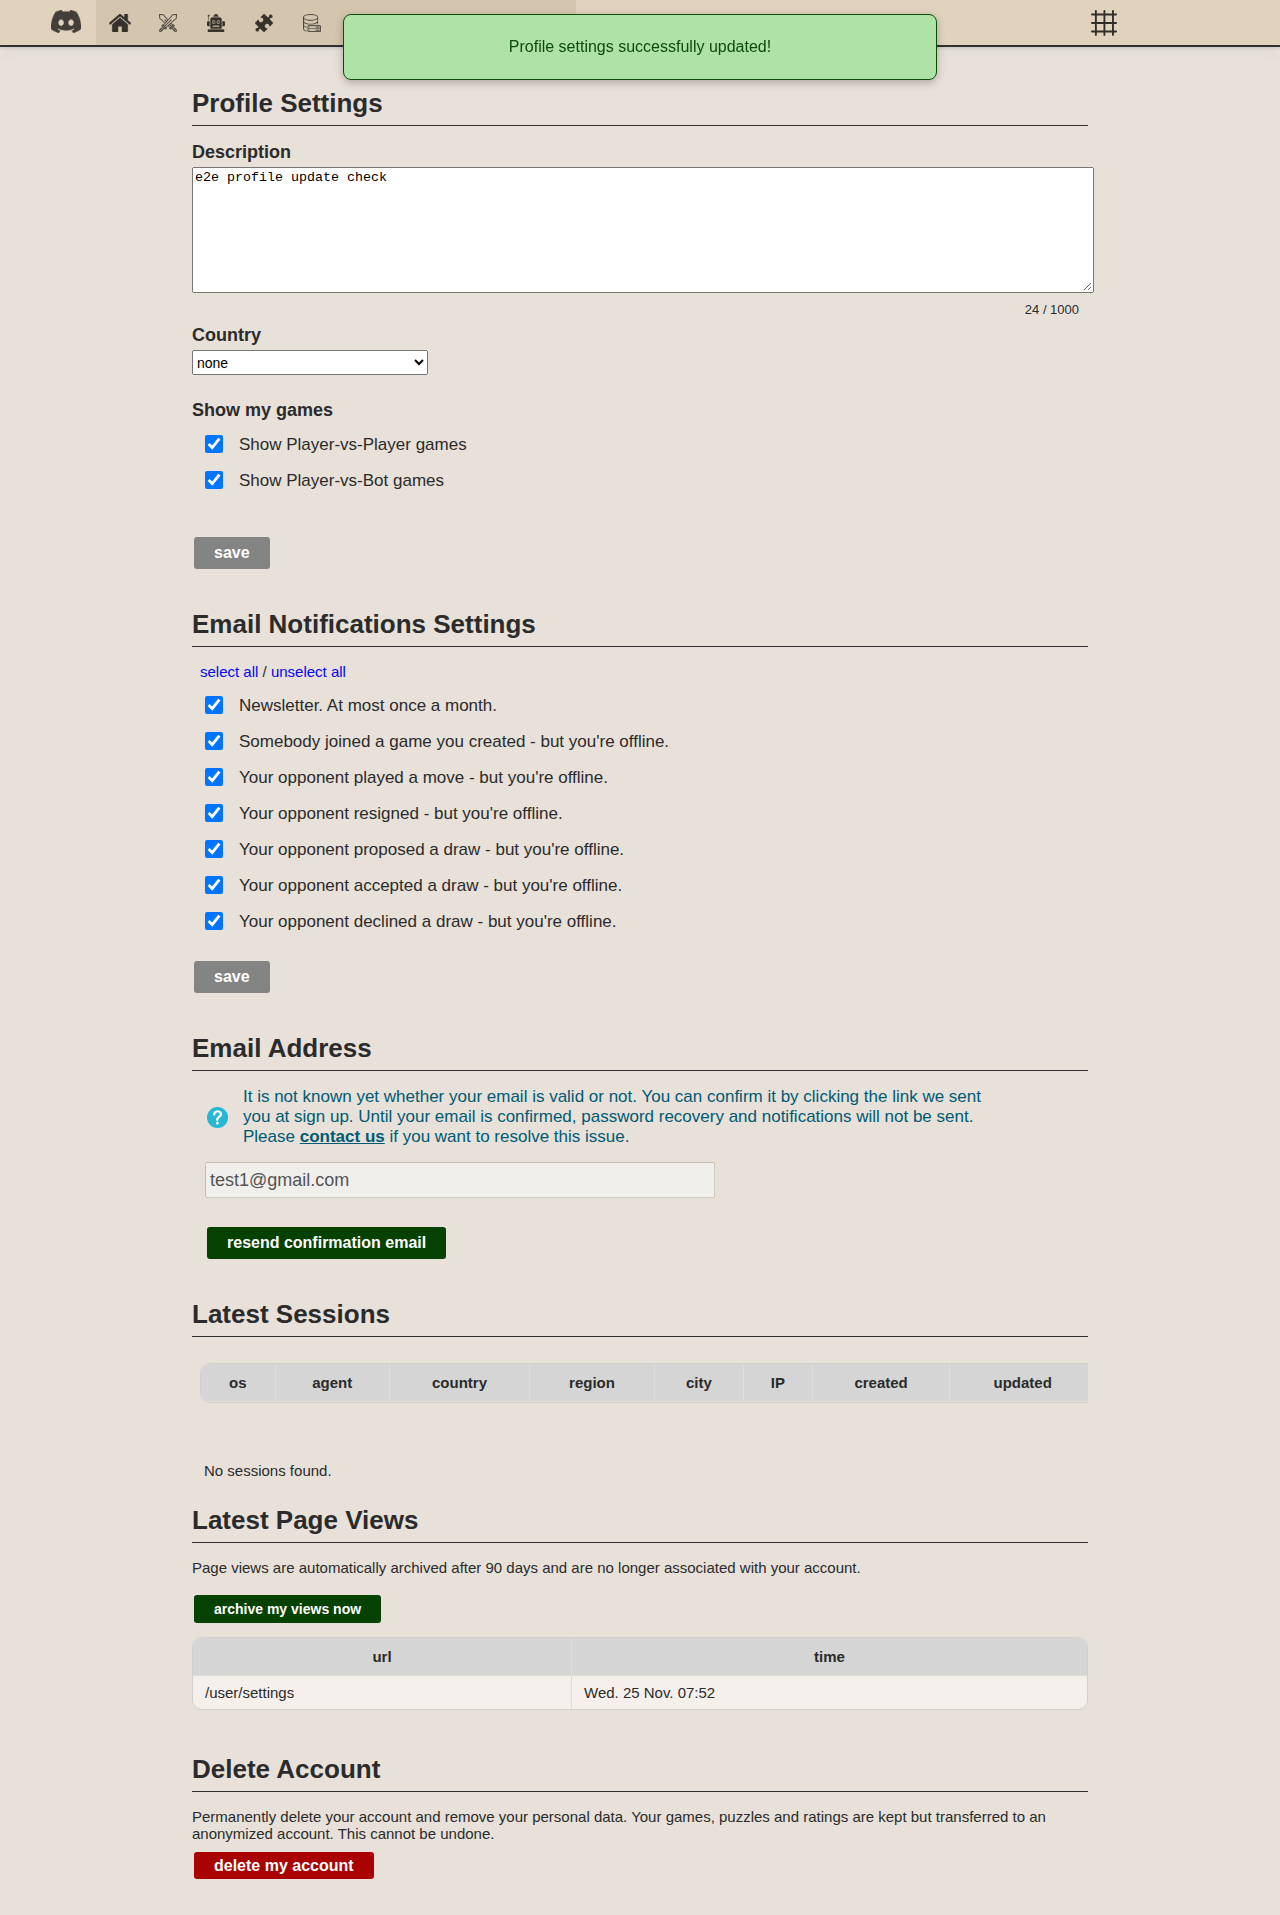 Profile settings successfully updated!
Profile Settings
Description
e2e profile update check
24 / 1000
Country
none
Show my games
Show Player-vs-Player games
Show Player-vs-Bot games
save
Email Notifications Settings
select all / unselect all
Newsletter. At most once a month.
Somebody joined a game you created - but you're offline.
Your opponent played a move - but you're offline.
Your opponent resigned - but you're offline.
Your opponent proposed a draw - but you're offline.
Your opponent accepted a draw - but you're offline.
Your opponent declined a draw - but you're offline.
save
Email Address
It is not known yet whether your email is valid or not. You can confirm it by clicking the link we sent
you at sign up. Until your email is confirmed, password recovery and notifications will not be sent.
Please contact us if you want to resolve this issue.
test1@gmail.com
resend confirmation email
Latest Sessions
os agent country region city IP created updated
No sessions found.
Latest Page Views
Page views are automatically archived after 90 days and are no longer associated with your account.
archive my views now
url time
/user/settings Wed. 25 Nov. 07:52
Delete Account
Permanently delete your account and remove your personal data. Your games, puzzles and ratings are kept but transferred to an
anonymized account. This cannot be undone.
delete my account